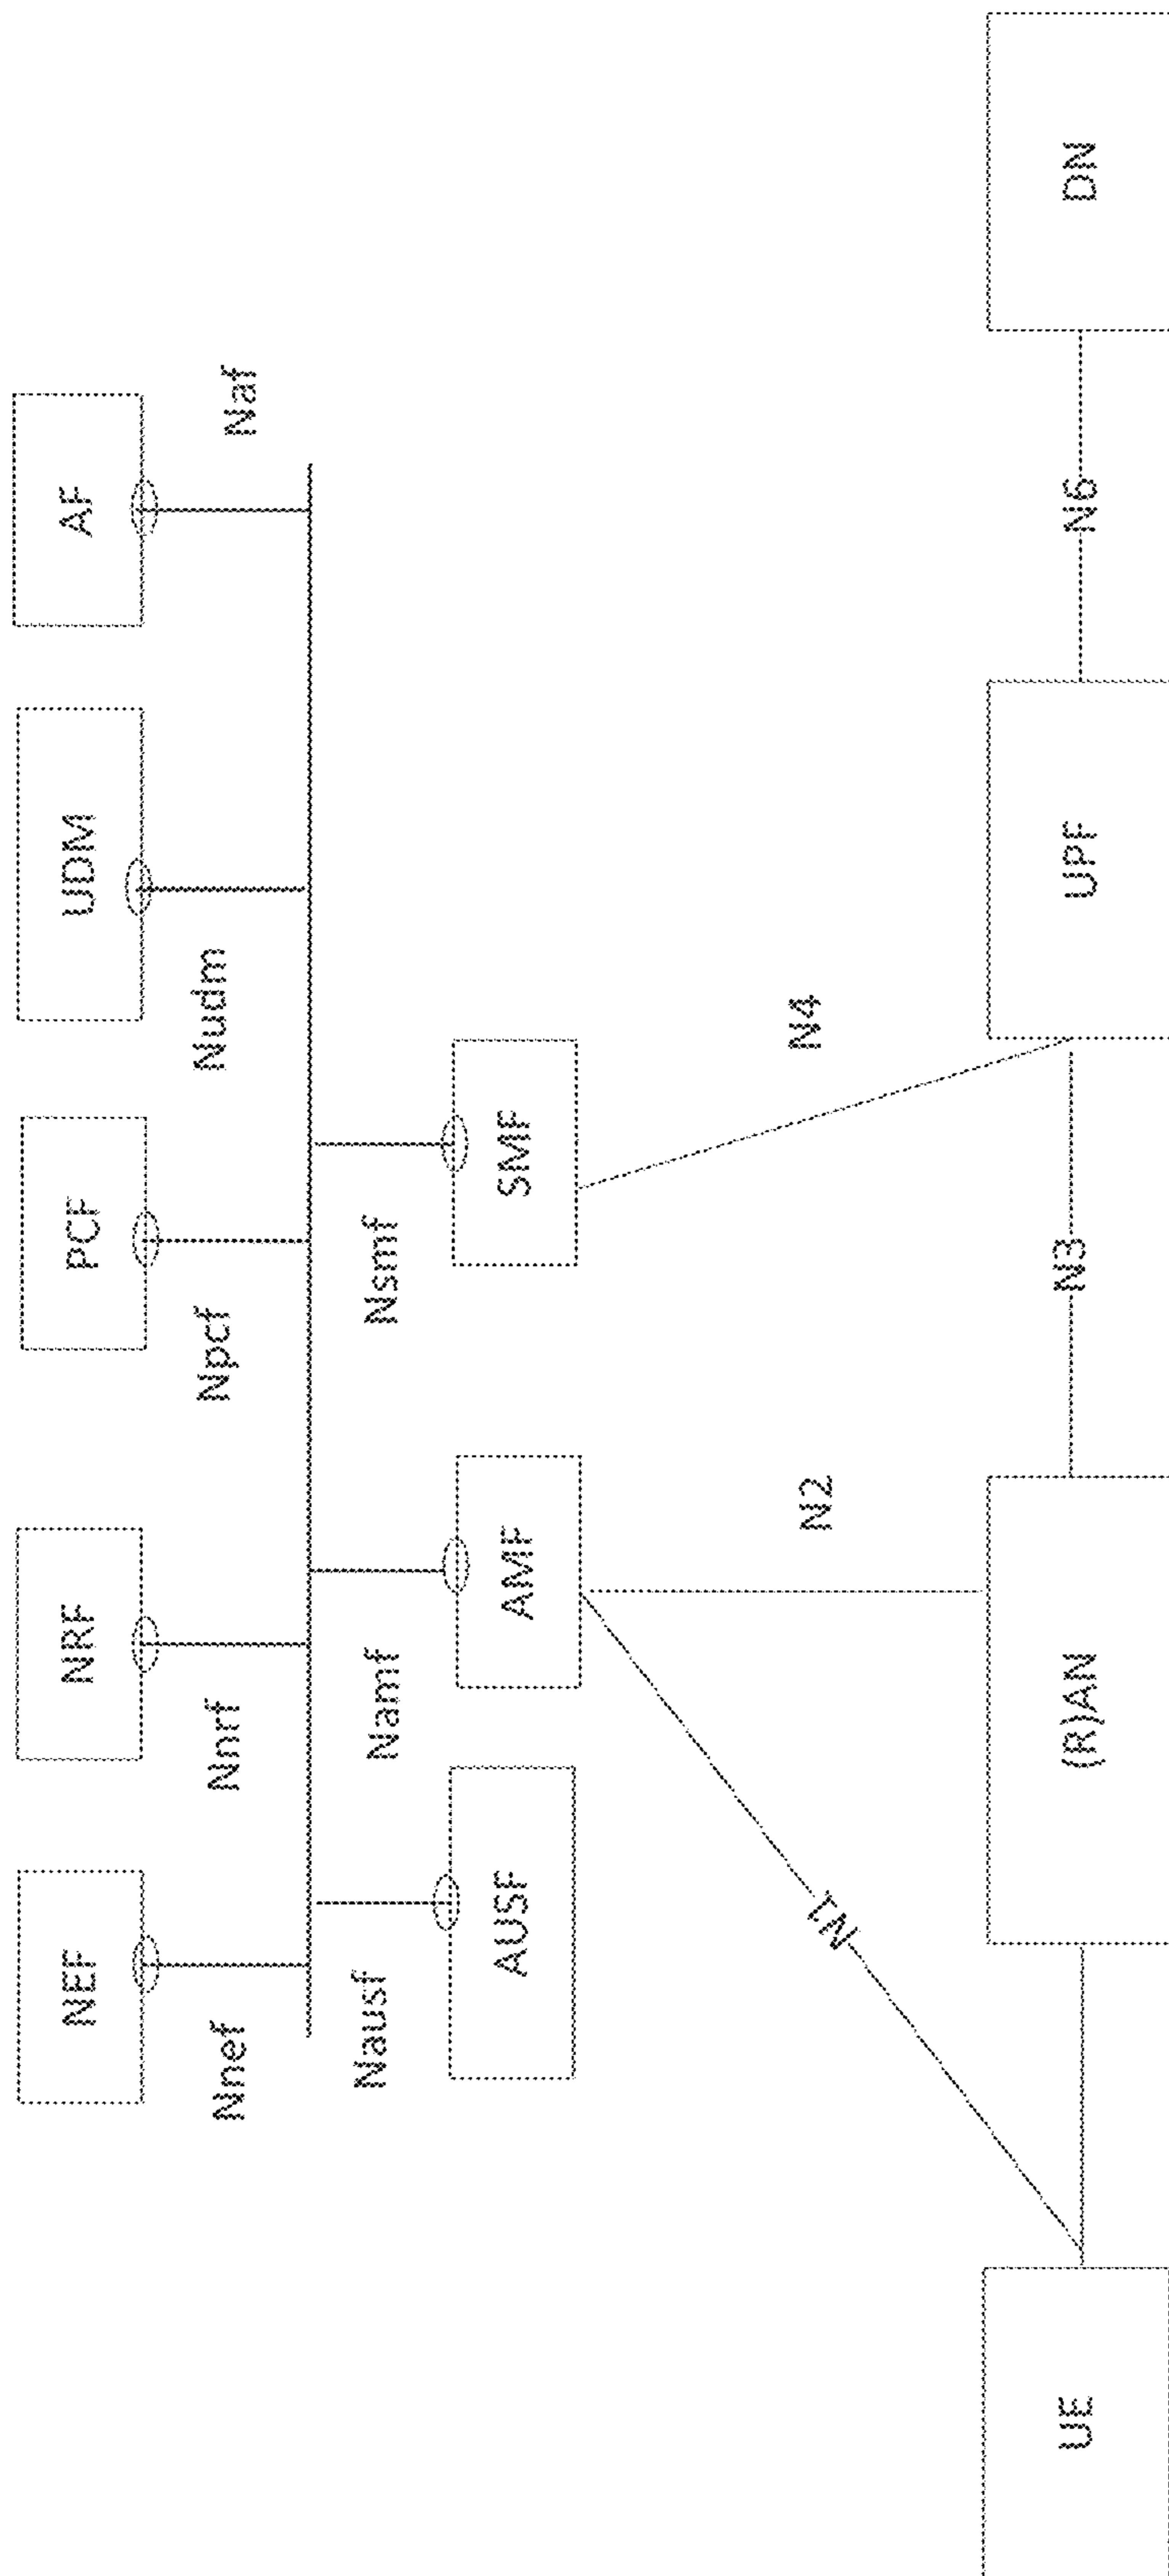 NEF
NRF
PCF
UDM
AF
Nnef
Nnrf
Npcf
Nudm
Naf
Nausf
Namf
Nsmf
AUSF
AMF
SMF
N1
N2
N4
UE
(R)AN
N3
UPF
N6
DN